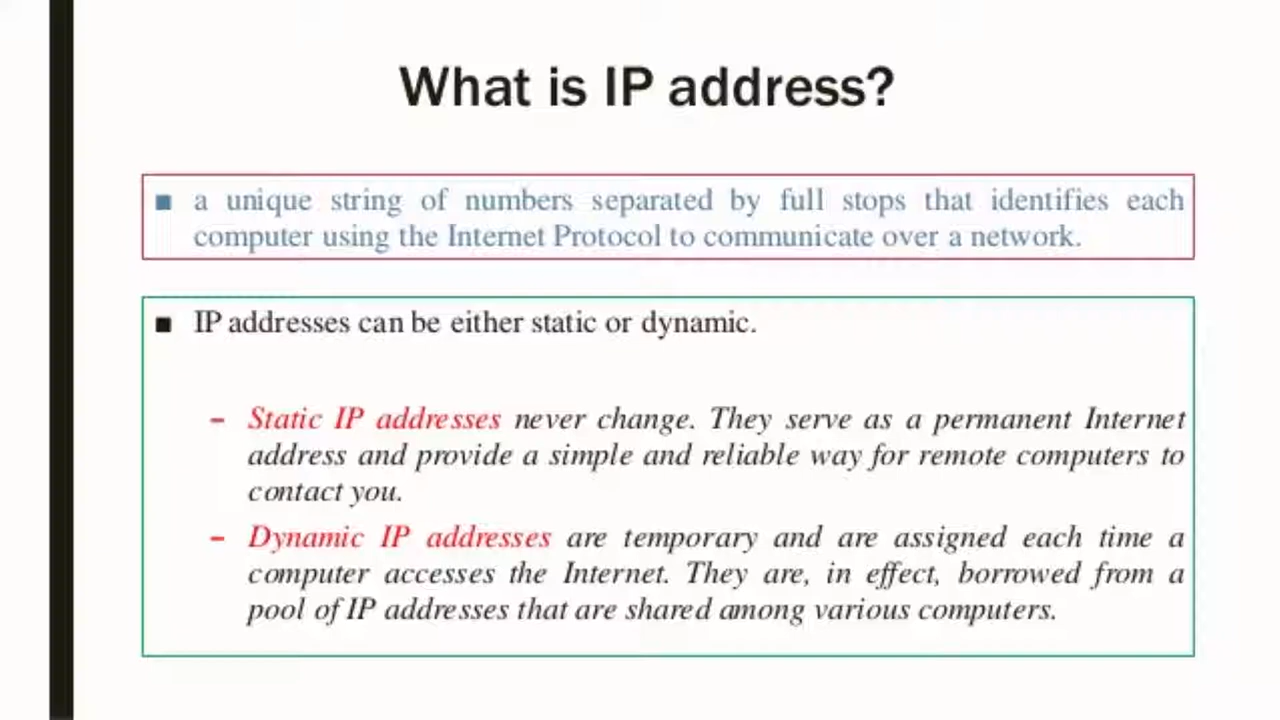 What is IP address?
■ a unique string of numbers separated by full stops that identifies each
computer using the Internet Protocol to communicate over a network.
■ IP addresses can be either static or dynamic.
– Static IP addresses never change. They serve as a permanent Internet
address and provide a simple and reliable way for remote computers to
contact you.
– Dynamic IP addresses are temporary and are assigned each time a
computer accesses the Internet. They are, in effect, borrowed from a
pool of IP addresses that are shared among various computers.